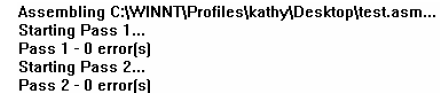 Assembling C:\WINNT\Profiles\kathy\Desktop\test.asm...
Starting Pass 1...
Pass 1 - 0 error(s)
Starting Pass 2...
Pass 2 - 0 error(s)